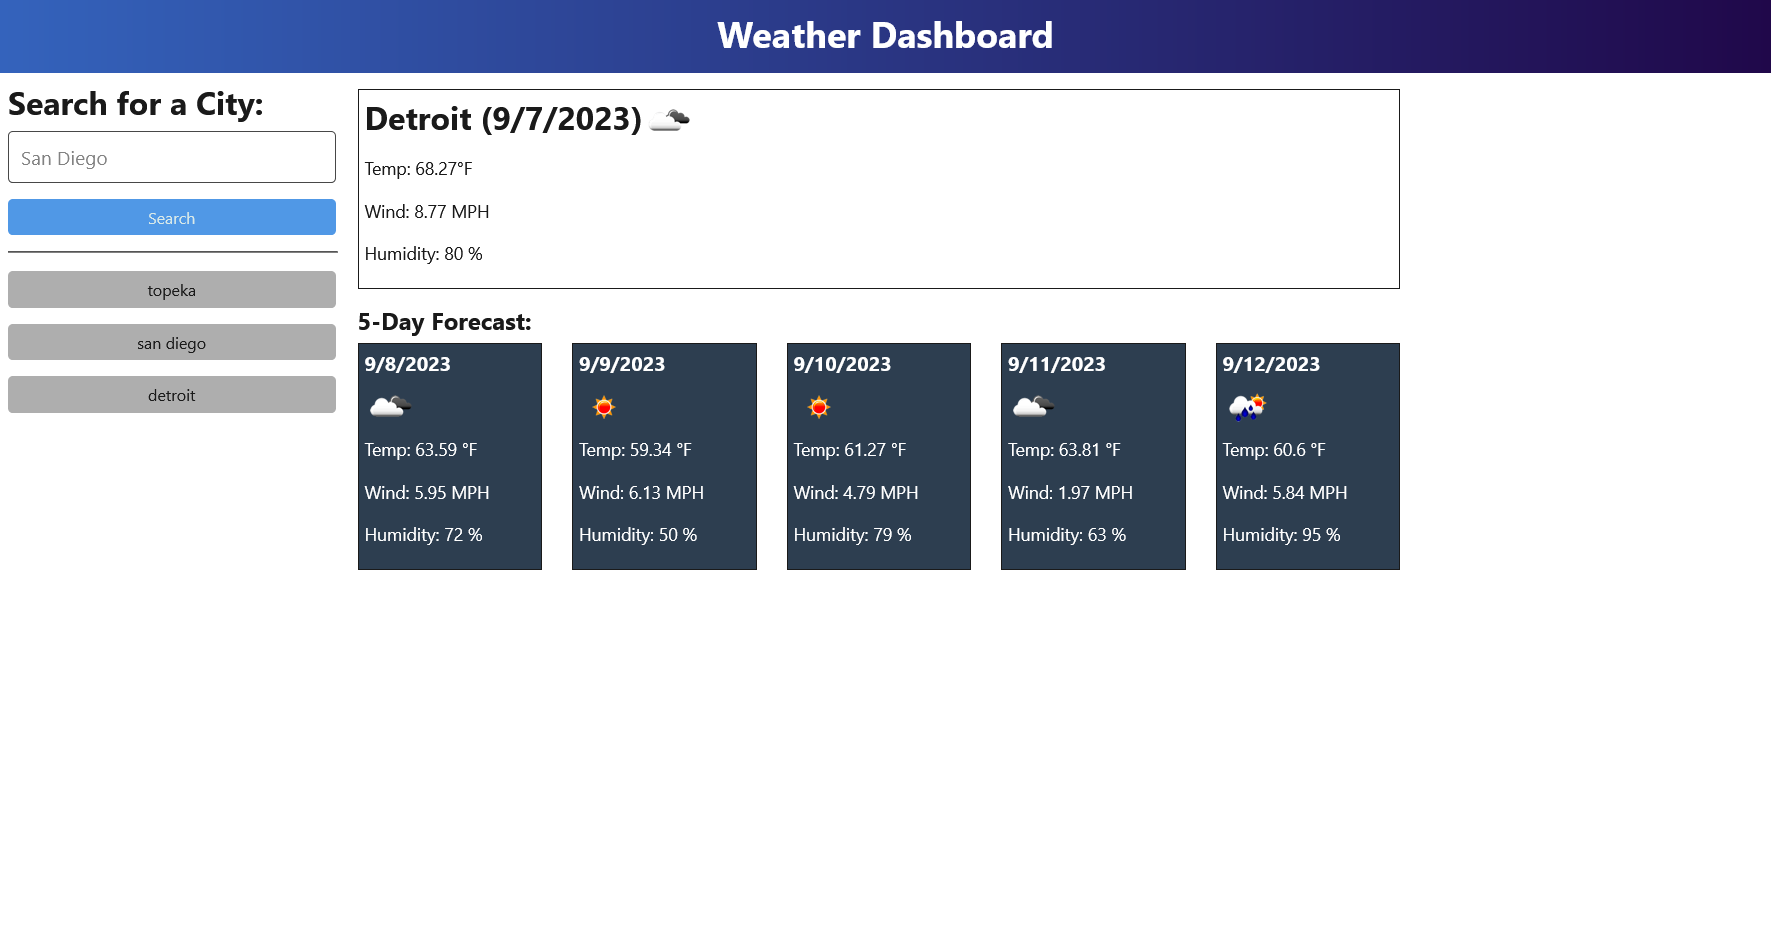 Weather Dashboard
Search for a City:
San Diego
Search
topeka
san diego
detroit
Detroit (9/7/2023)
Temp: 68.27°F
Wind: 8.77 MPH
Humidity: 80 %
5-Day Forecast:
9/8/2023
Temp: 63.59 °F
Wind: 5.95 MPH
Humidity: 72 %
9/9/2023
Temp: 59.34 °F
Wind: 6.13 MPH
Humidity: 50 %
9/10/2023
Temp: 61.27 °F
Wind: 4.79 MPH
Humidity: 79 %
9/11/2023
Temp: 63.81 °F
Wind: 1.97 MPH
Humidity: 63 %
9/12/2023
Temp: 60.6 °F
Wind: 5.84 MPH
Humidity: 95 %